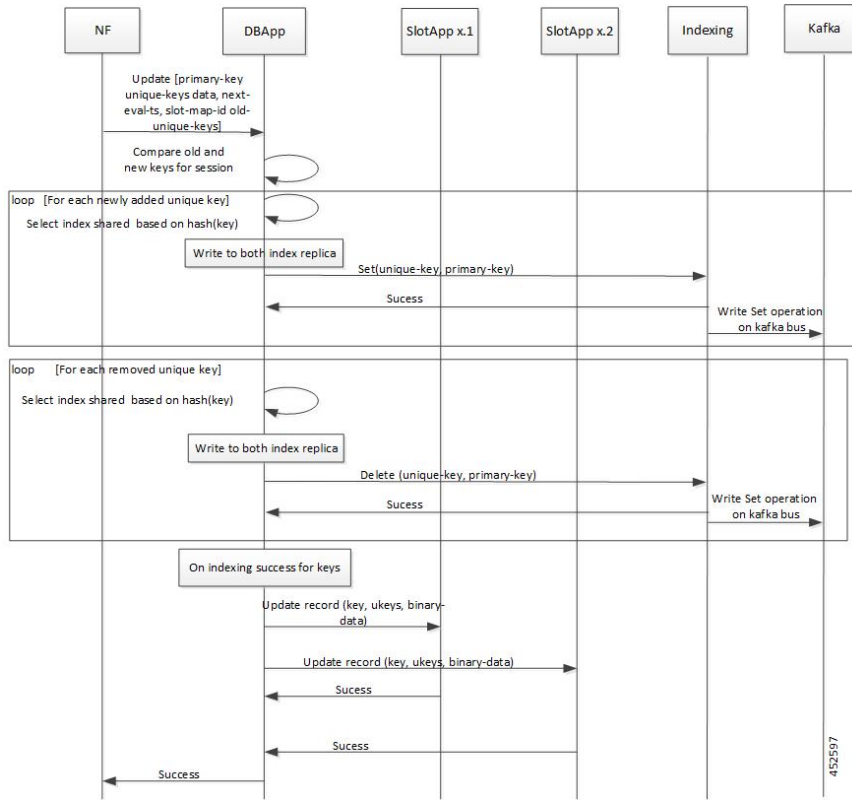 NF
DBApp
SlotApp x.1
SlotApp x.2
Indexing
Kafka
Update [primary-key
unique-keys data, next-
eval-ts, slot-map-id old-
unique-keys]
Compare old and
new keys for session
loop [For each newly added unique key]
Select index shared based on hash(key)
Write to both index replica
Set(unique-key, primary-key)
Sucess
Write Set operation
on kafka bus
loop [For each removed unique key]
Select index shared based on hash(key)
Write to both index replica
Delete (unique-key, primary-key)
Sucess
Write Set operation
on kafka bus
On indexing success for keys
Update record (key, ukeys, binary-
data)
Update record (key, ukeys, binary-data)
Sucess
Sucess
Success
452597